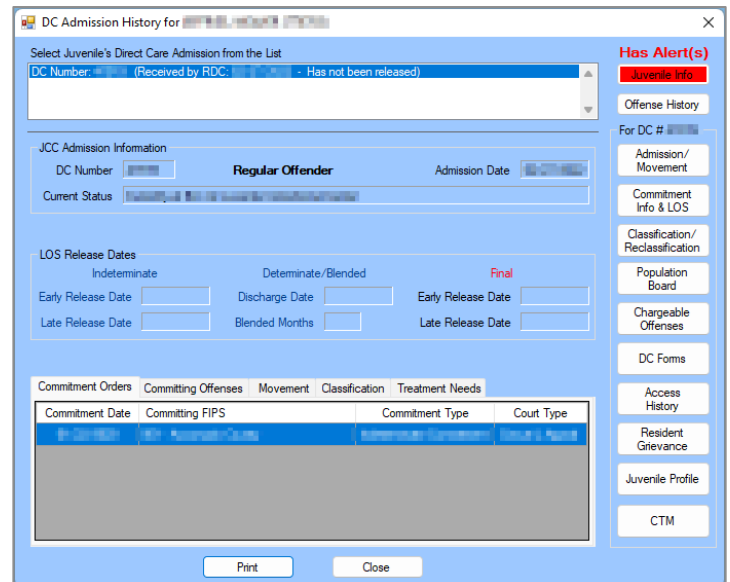 DC Admission History for
Select Juvenile's Direct Care Admission from the List
DC Number: (Received by RDC: - Has not been released)
Has Alert(s)
Juvenile Info
Offense History
For DC #
Admission/
Movement
Commitment
Info & LOS
Classification/
Reclassification
Population
Board
Chargeable
Offenses
DC Forms
Access
History
Resident
Grievance
Juvenile Profile
CTM
JCC Admission Information
DC Number Regular Offender Admission Date
Current Status
LOS Release Dates
Indeterminate Determinate/Blended Final
Early Release Date Discharge Date Early Release Date
Late Release Date Blended Months Late Release Date
Commitment Orders Committing Offenses Movement Classification Treatment Needs
Commitment Date Committing FIPS Commitment Type Court Type
Print Close